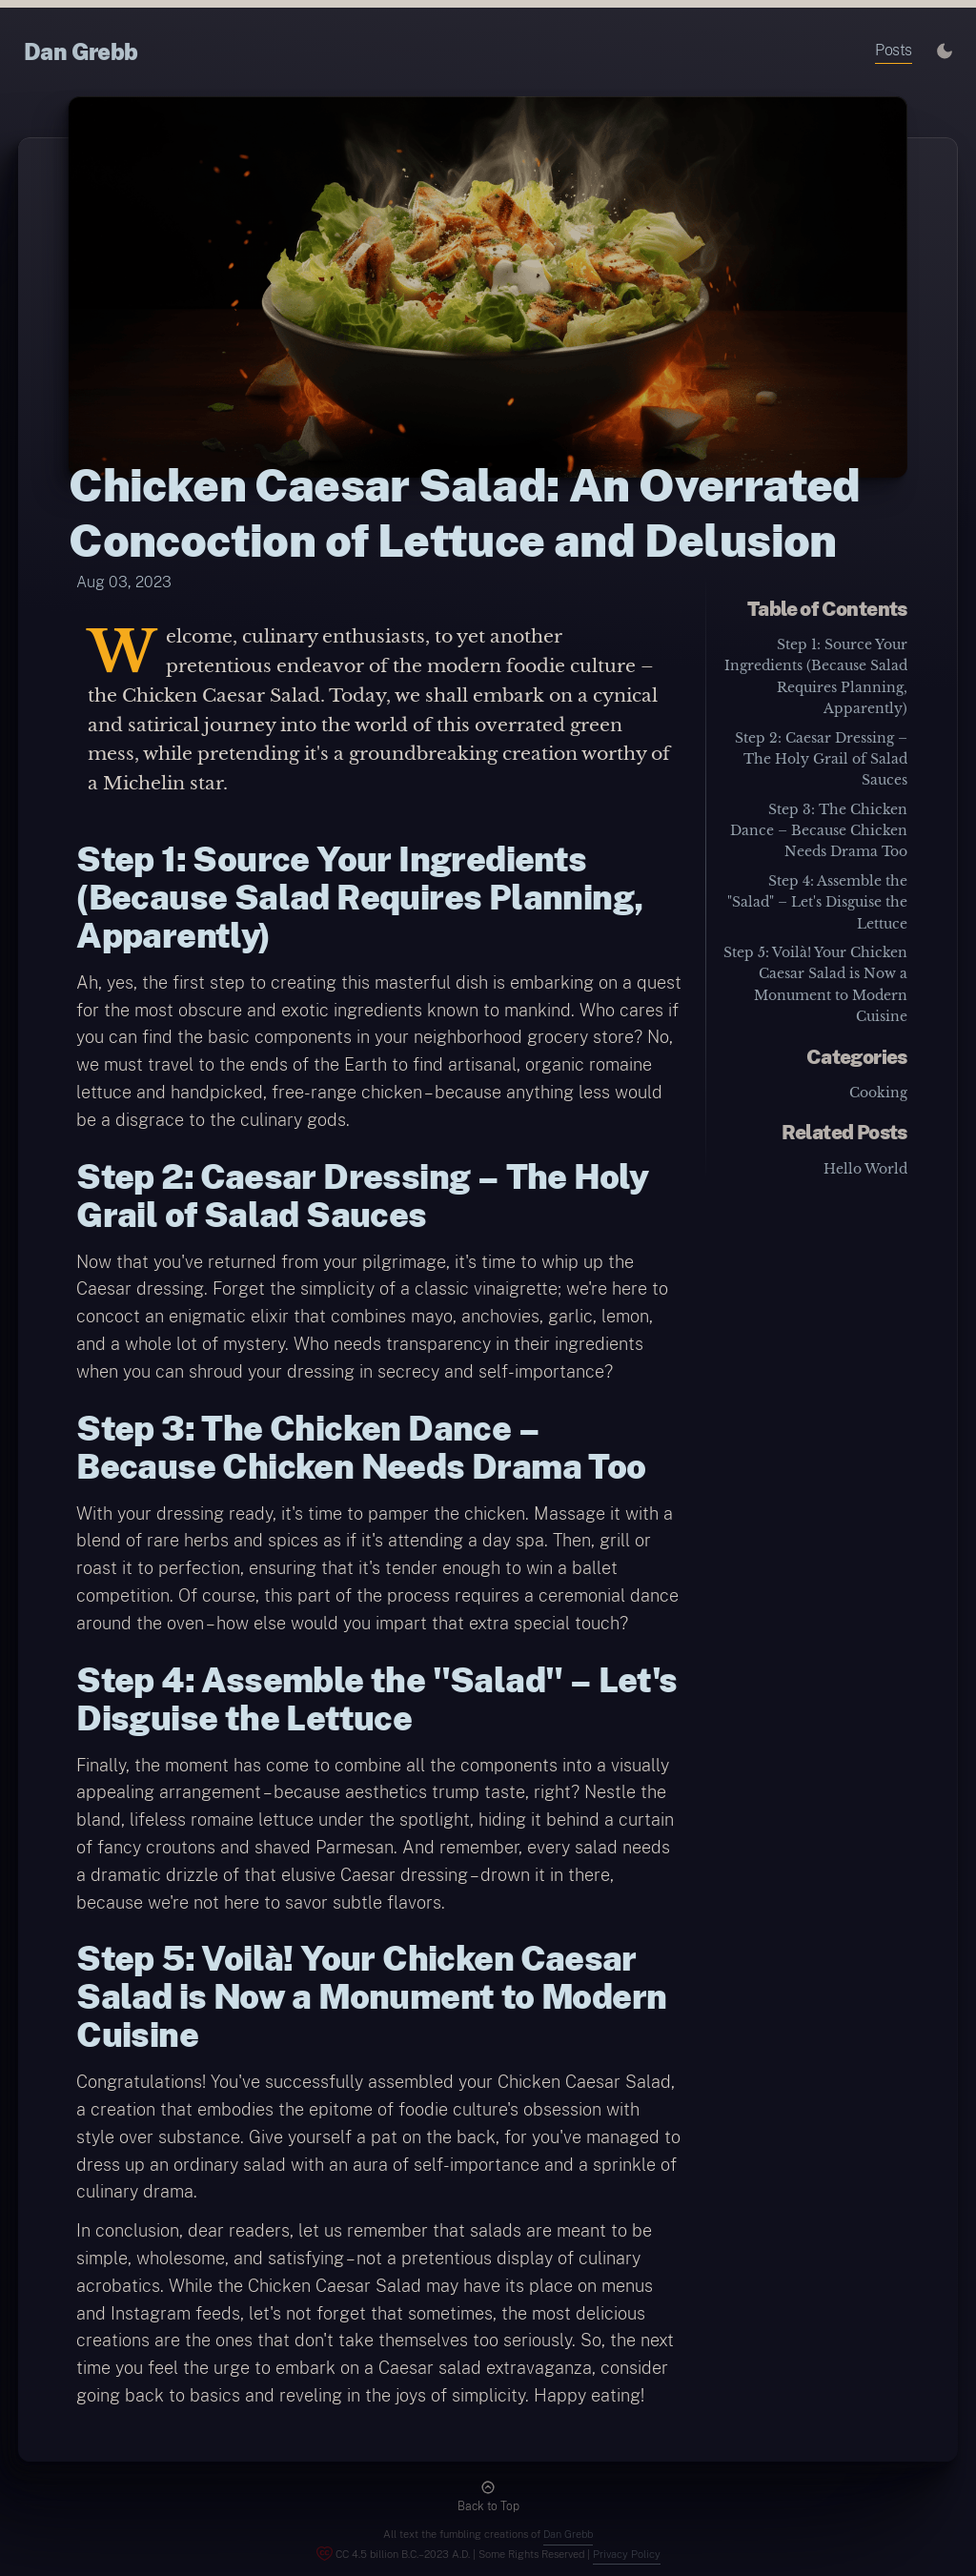 Dan Grebb
Posts
Chicken Caesar Salad: An Overrated
Concoction of Lettuce and Delusion
Aug 03, 2023
Welcome, culinary enthusiasts, to yet another
pretentious endeavor of the modern foodie culture –
the Chicken Caesar Salad. Today, we shall embark on a cynical
and satirical journey into the world of this overrated green
mess, while pretending it's a groundbreaking creation worthy of
a Michelin star.
Step 1: Source Your Ingredients
(Because Salad Requires Planning,
Apparently)
Ah, yes, the first step to creating this masterful dish is embarking on a quest
for the most obscure and exotic ingredients known to mankind. Who cares if
you can find the basic components in your neighborhood grocery store? No,
we must travel to the ends of the Earth to find artisanal, organic romaine
lettuce and handpicked, free-range chicken – because anything less would
be a disgrace to the culinary gods.
Step 2: Caesar Dressing – The Holy
Grail of Salad Sauces
Now that you've returned from your pilgrimage, it's time to whip up the
Caesar dressing. Forget the simplicity of a classic vinaigrette; we're here to
concoct an enigmatic elixir that combines mayo, anchovies, garlic, lemon,
and a whole lot of mystery. Who needs transparency in their ingredients
when you can shroud your dressing in secrecy and self-importance?
Step 3: The Chicken Dance –
Because Chicken Needs Drama Too
With your dressing ready, it's time to pamper the chicken. Massage it with a
blend of rare herbs and spices as if it's attending a day spa. Then, grill or
roast it to perfection, ensuring that it's tender enough to win a ballet
competition. Of course, this part of the process requires a ceremonial dance
around the oven – how else would you impart that extra special touch?
Step 4: Assemble the "Salad" – Let's
Disguise the Lettuce
Finally, the moment has come to combine all the components into a visually
appealing arrangement – because aesthetics trump taste, right? Nestle the
bland, lifeless romaine lettuce under the spotlight, hiding it behind a curtain
of fancy croutons and shaved Parmesan. And remember, every salad needs
a dramatic drizzle of that elusive Caesar dressing – drown it in there,
because we're not here to savor subtle flavors.
Step 5: Voilà! Your Chicken Caesar
Salad is Now a Monument to Modern
Cuisine
Congratulations! You've successfully assembled your Chicken Caesar Salad,
a creation that embodies the epitome of foodie culture's obsession with
style over substance. Give yourself a pat on the back, for you've managed to
dress up an ordinary salad with an aura of self-importance and a sprinkle of
culinary drama.
In conclusion, dear readers, let us remember that salads are meant to be
simple, wholesome, and satisfying – not a pretentious display of culinary
acrobatics. While the Chicken Caesar Salad may have its place on menus
and Instagram feeds, let's not forget that sometimes, the most delicious
creations are the ones that don't take themselves too seriously. So, the next
time you feel the urge to embark on a Caesar salad extravaganza, consider
going back to basics and reveling in the joys of simplicity. Happy eating!
Table of Contents
Step 1: Source Your
Ingredients (Because Salad
Requires Planning,
Apparently)
Step 2: Caesar Dressing –
The Holy Grail of Salad
Sauces
Step 3: The Chicken
Dance – Because Chicken
Needs Drama Too
Step 4: Assemble the
"Salad" – Let's Disguise the
Lettuce
Step 5: Voilà! Your Chicken
Caesar Salad is Now a
Monument to Modern
Cuisine
Categories
Cooking
Related Posts
Hello World
Back to Top
All text the fumbling creations of Dan Grebb
CC 4.5 billion B.C.–2023 A.D. | Some Rights Reserved | Privacy Policy